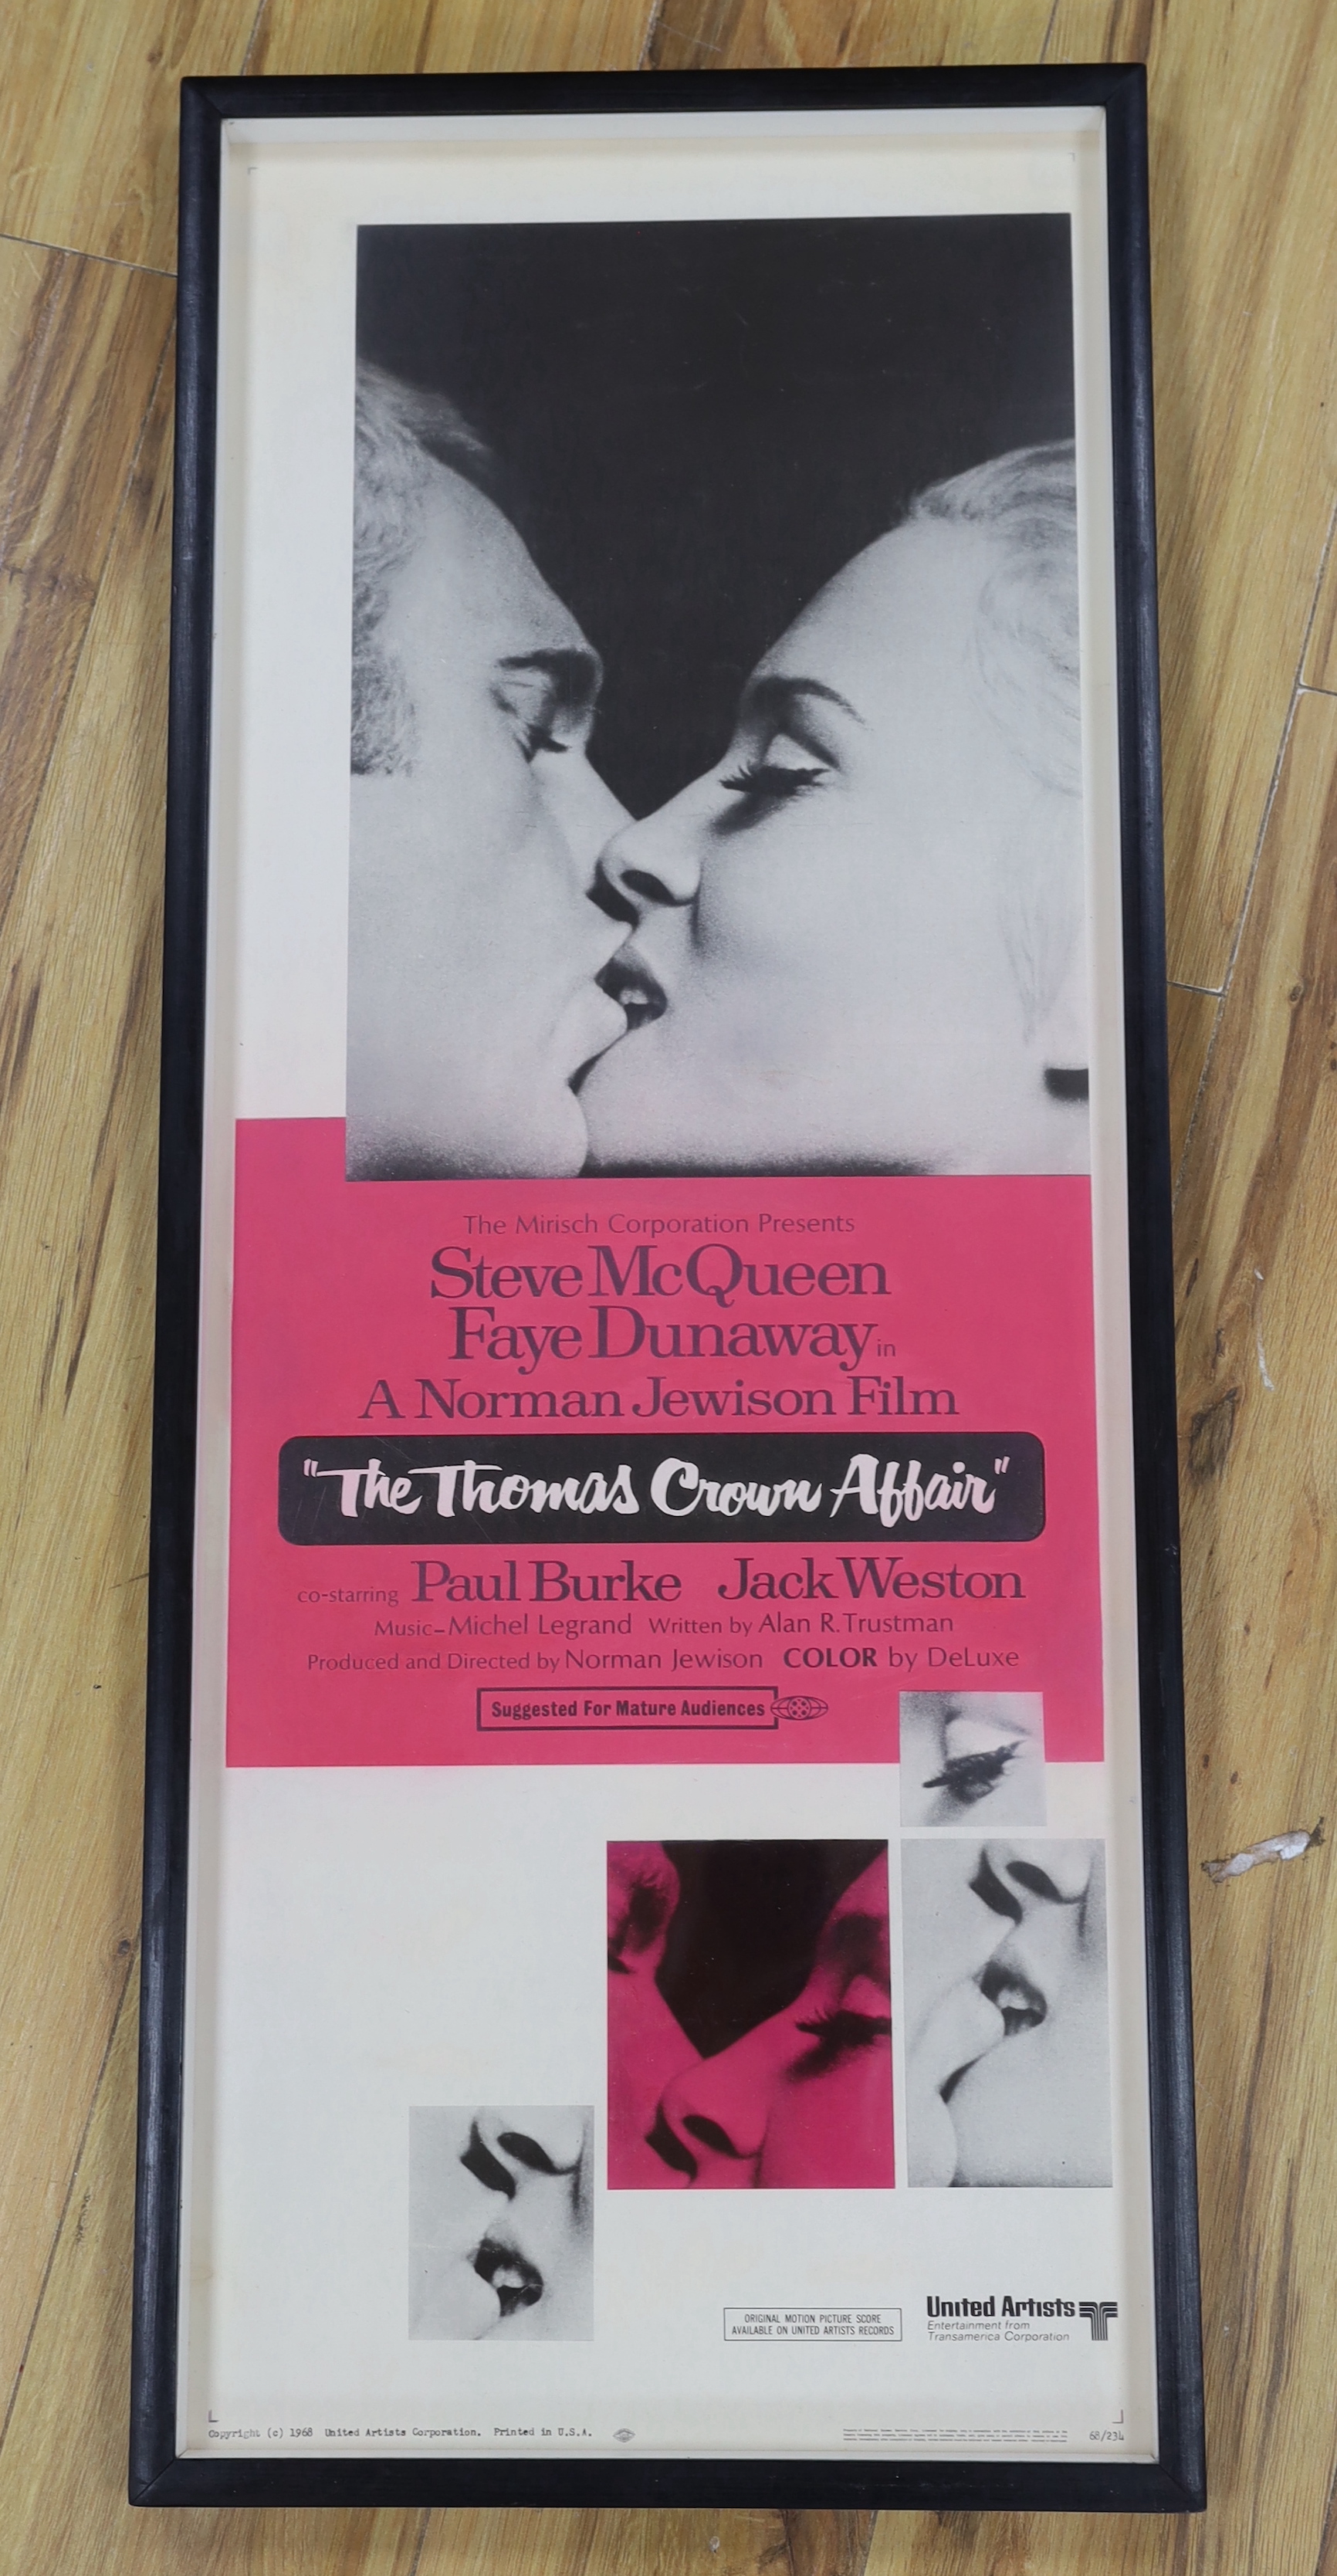 The Mirisch Corporation Presents
Steve McQueen
Faye Dunaway in
A Norman Jewison Film
"The Thomas Crown Affair"
co-starring Paul Burke Jack Weston
Music–Michel Legrand Written by Alan R. Trustman
Produced and Directed by Norman Jewison COLOR by DeLuxe
Suggested For Mature Audiences
ORIGINAL MOTION PICTURE SCORE
AVAILABLE ON UNITED ARTISTS RECORDS
United Artists
Entertainment from
Transamerica Corporation
Copyright (c) 1968 United Artists Corporation. Printed in U.S.A.
68/234